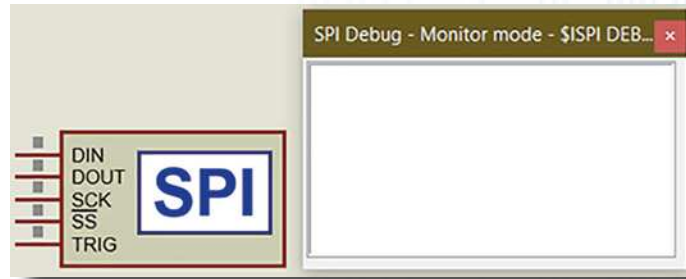 SPI Debug - Monitor mode - $ISPI DEB...
DIN
DOUT
SCK
SS
TRIG
SPI